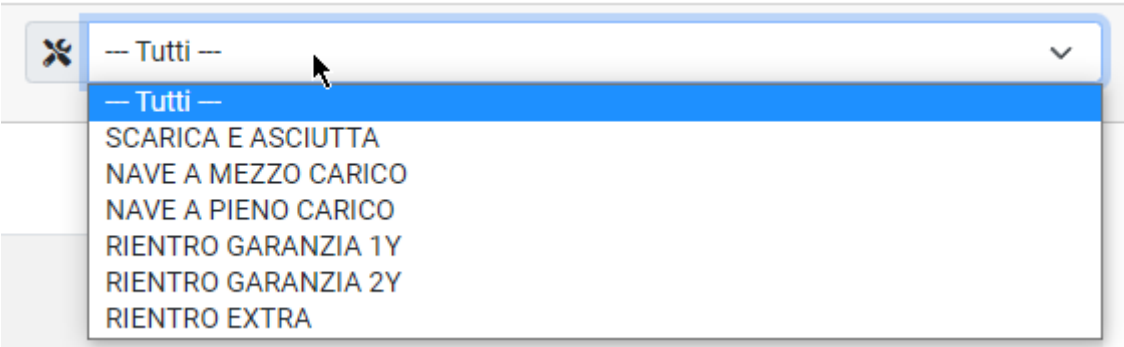 --- Tutti ---
--- Tutti ---
SCARICA E ASCIUTTA
NAVE A MEZZO CARICO
NAVE A PIENO CARICO
RIENTRO GARANZIA 1Y
RIENTRO GARANZIA 2Y
RIENTRO EXTRA